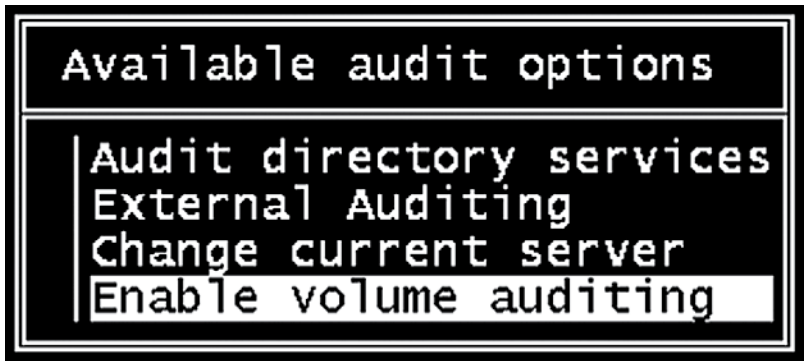 Available audit options
Audit directory services
External Auditing
Change current server
Enable volume auditing